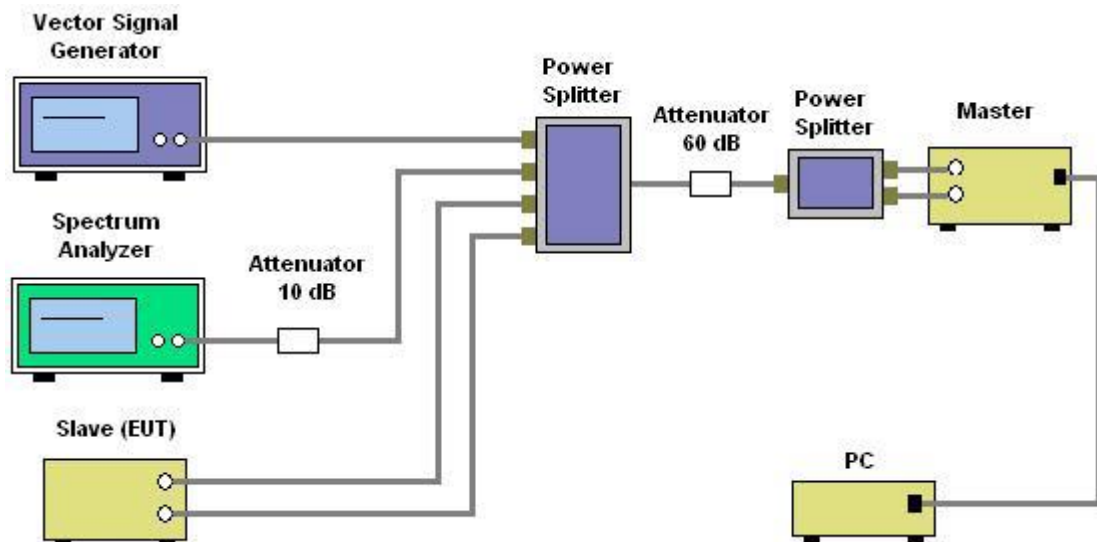 Vector Signal
Generator
Power
Splitter
Attenuator
60 dB
Power
Splitter
Master
Spectrum
Analyzer
Attenuator
10 dB
Slave (EUT)
PC